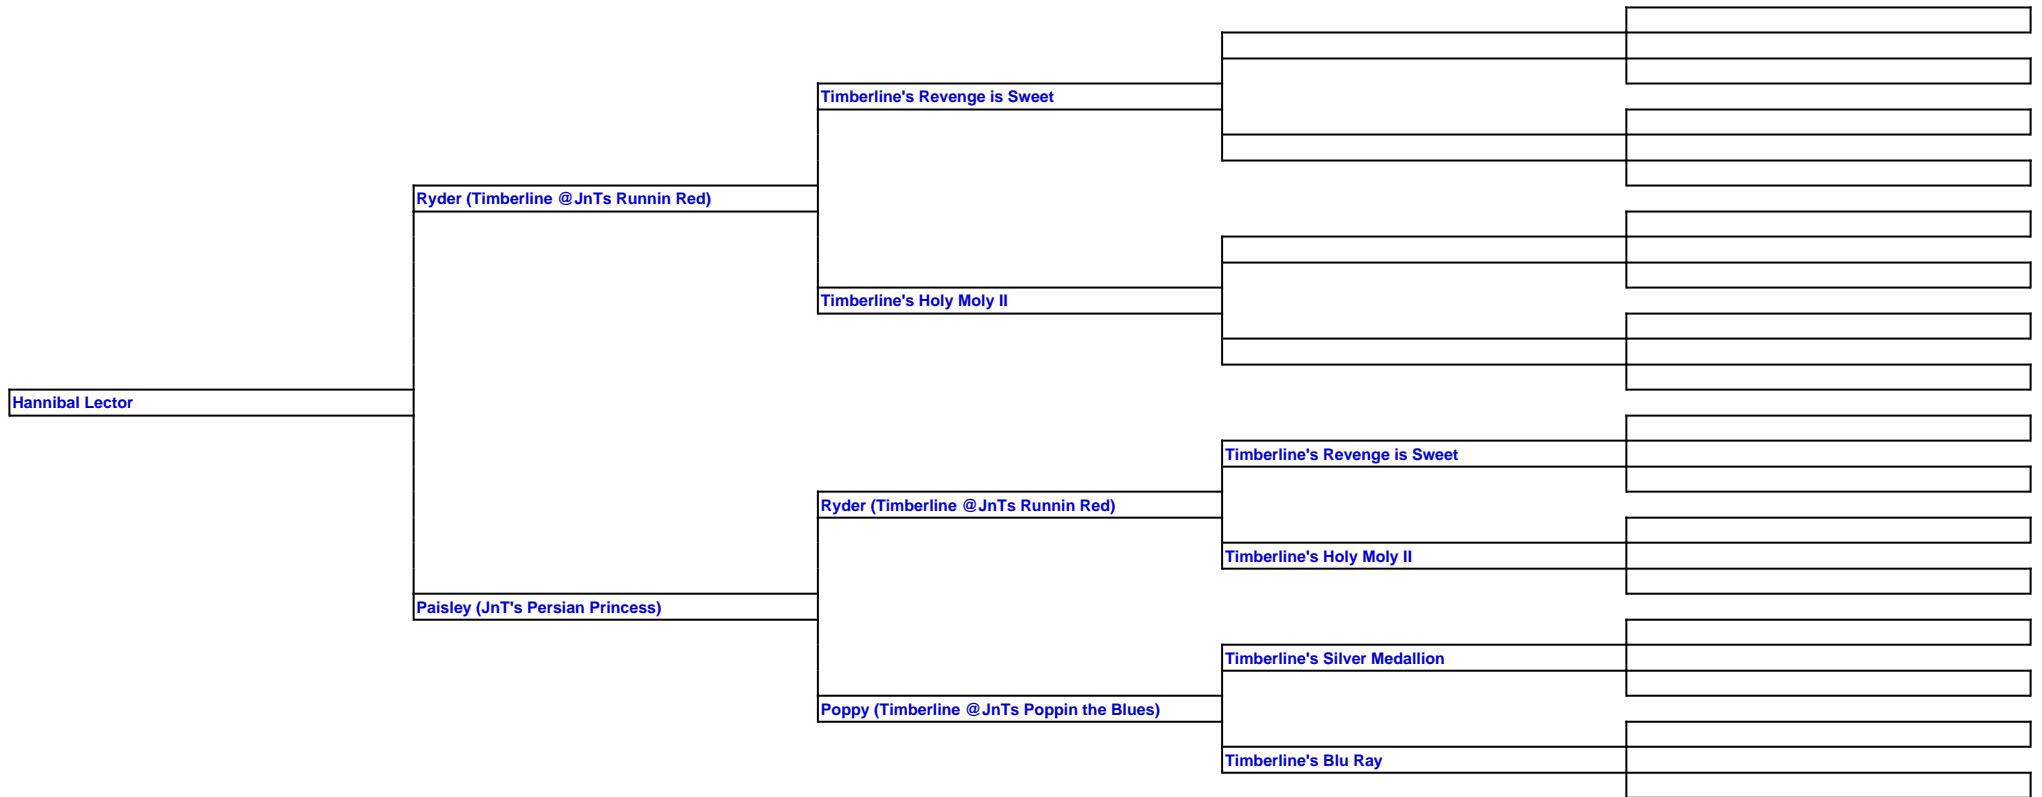 Timberline's Revenge is Sweet
Ryder (Timberline @JnTs Runnin Red)
Timberline's Holy Moly II
Hannibal Lector
Timberline's Revenge is Sweet
Ryder (Timberline @JnTs Runnin Red)
Timberline's Holy Moly II
Paisley (JnT's Persian Princess)
Timberline's Silver Medallion
Poppy (Timberline @JnTs Poppin the Blues)
Timberline's Blu Ray